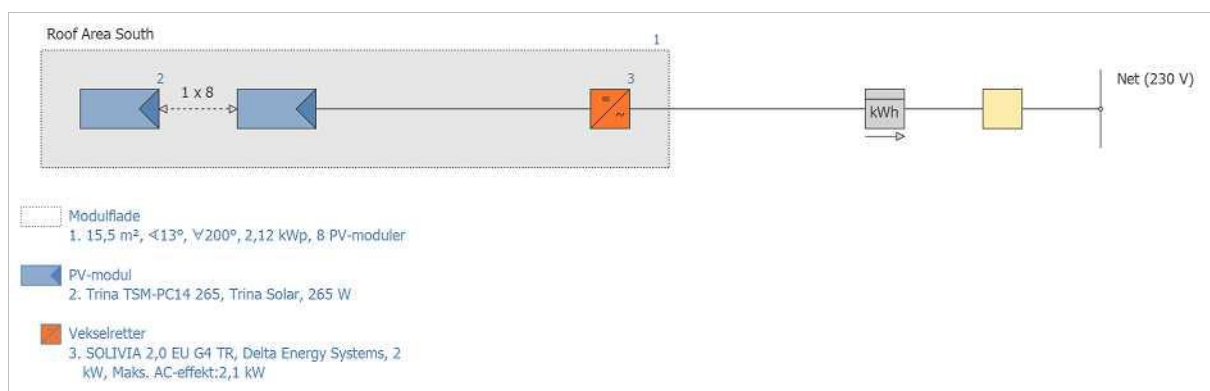 Roof Area South
1
2
1 x 8
3
=
~
kWh
Net (230 V)
Modulflade
1. 15,5 m², ∢13º, ∀200º, 2,12 kWp, 8 PV-moduler
PV-modul
2. Trina TSM-PC14 265, Trina Solar, 265 W
Vekselretter
3. SOLIVIA 2,0 EU G4 TR, Delta Energy Systems, 2
kW, Maks. AC-effekt:2,1 kW